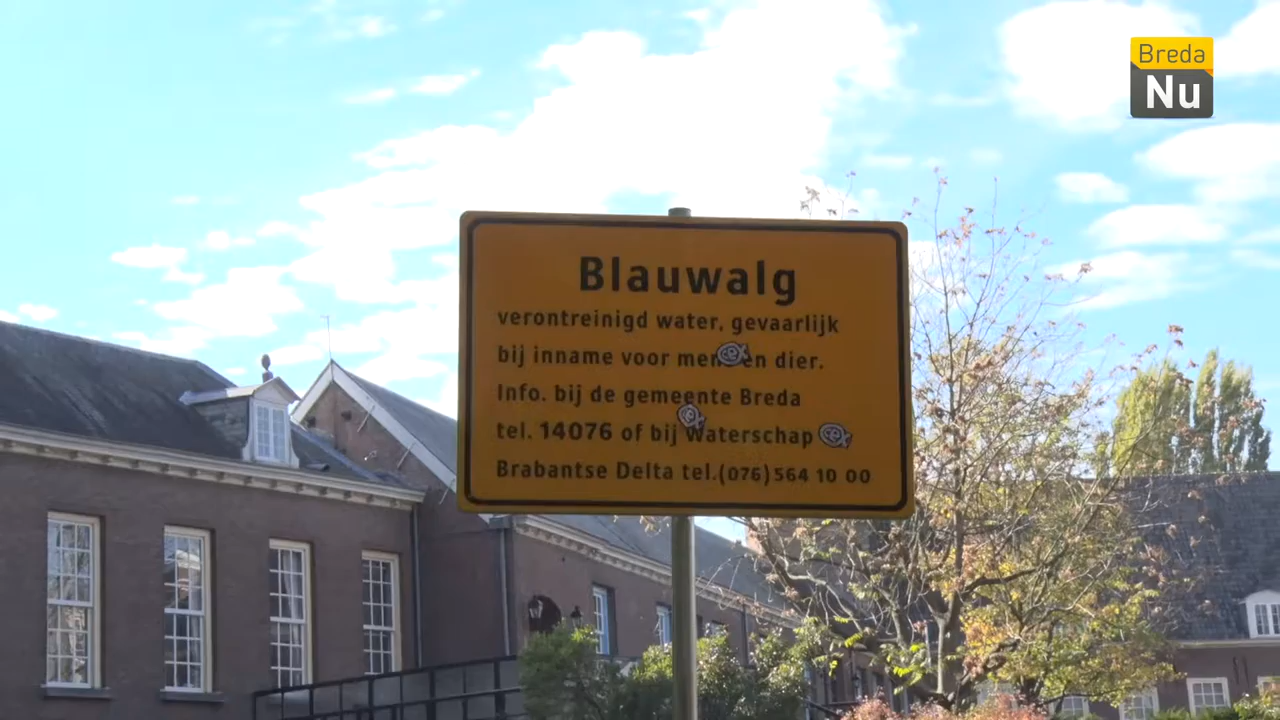 Breda
Nu
Blauwalg
verontreinigd water, gevaarlijk
bij inname voor men en dier.
Info. bij de gemeente Breda
tel. 14076 of bij Waterschap
Brabantse Delta tel.(076)564 10 00